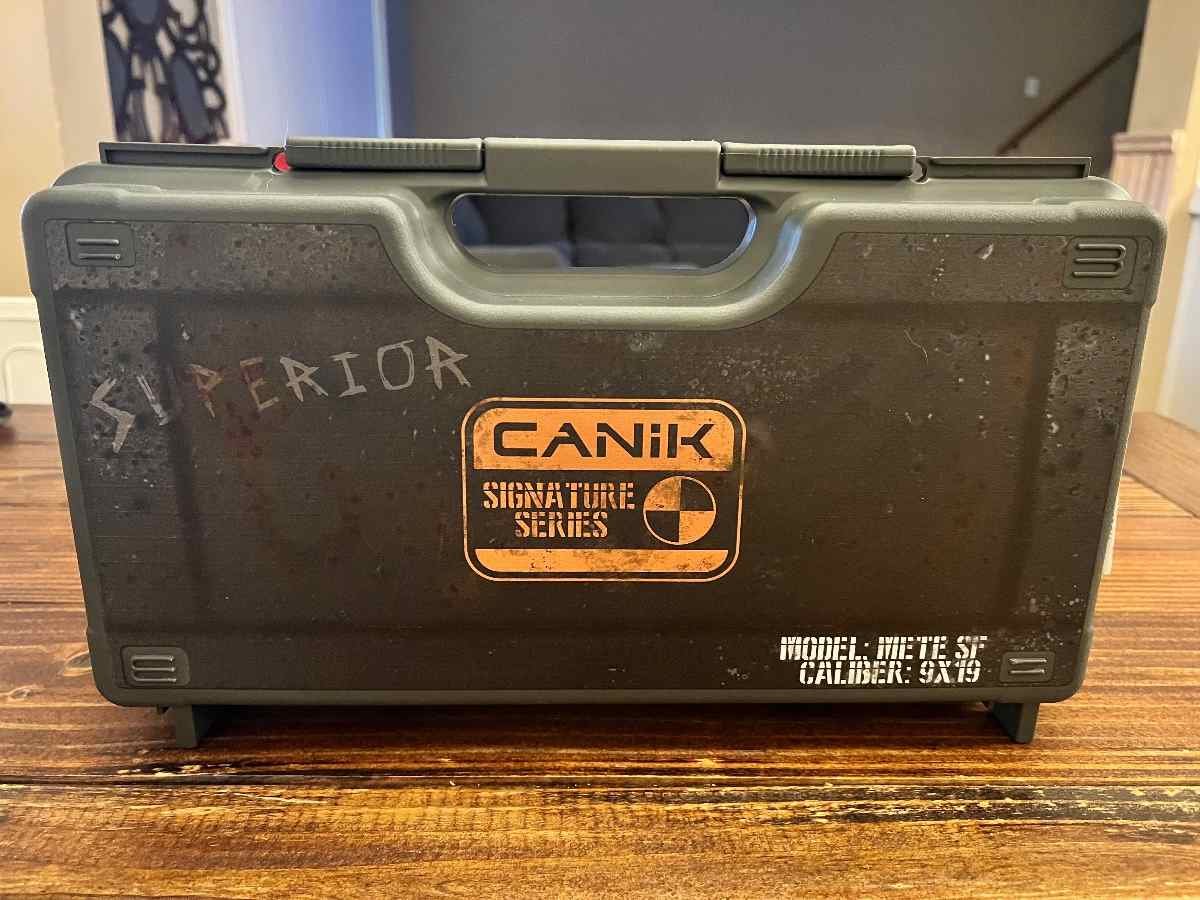 SUPERIOR
CANiK
SIGNATURE
SERIES
MODEL: METE SF
CALIBER: 9X19